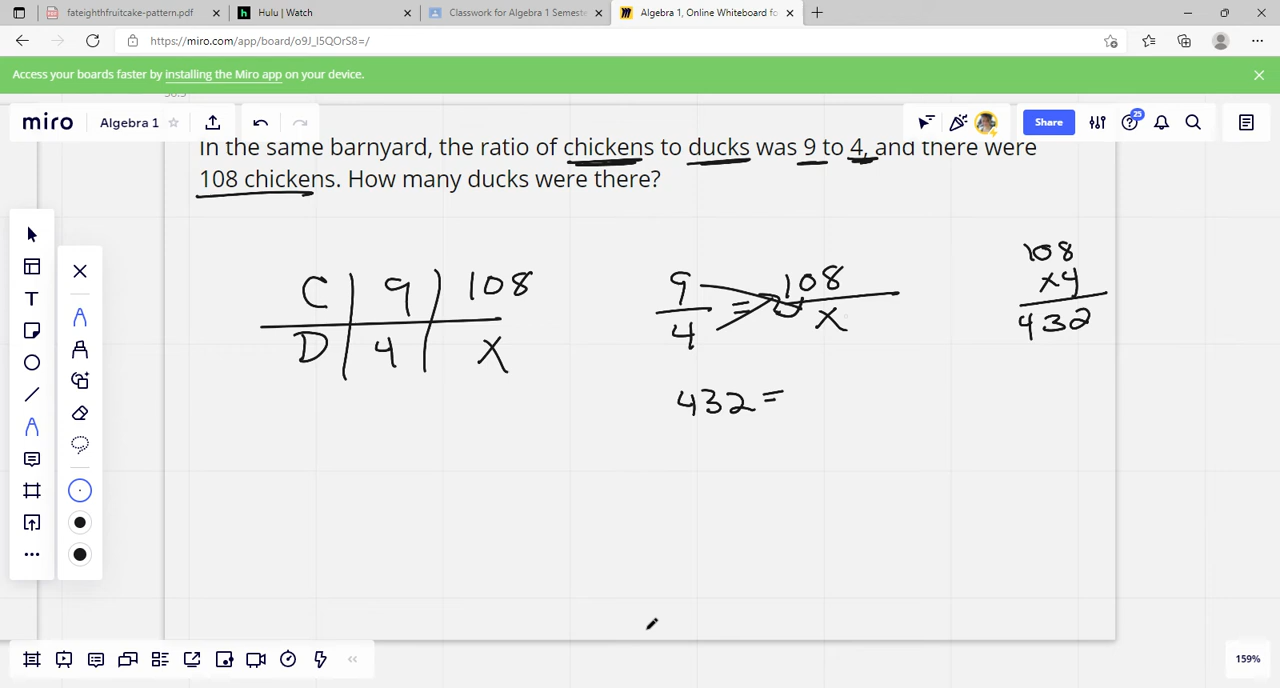 fateighthfruitcake-pattern.pdf
Hulu | Watch
Classwork for Algebra 1 Semeste
Algebra 1, Online Whiteboard fo
https://miro.com/app/board/o9J_l5QOrS8=/
Access your boards faster by installing the Miro app on your device.
miro
Algebra 1
Share
25
In the same barnyard, the ratio of chickens to ducks was 9 to 4, and there were
108 chickens. How many ducks were there?
C | 9 | 108
D | 4 | X
9 = 108
4 X
432 =
108
x4
432
159%